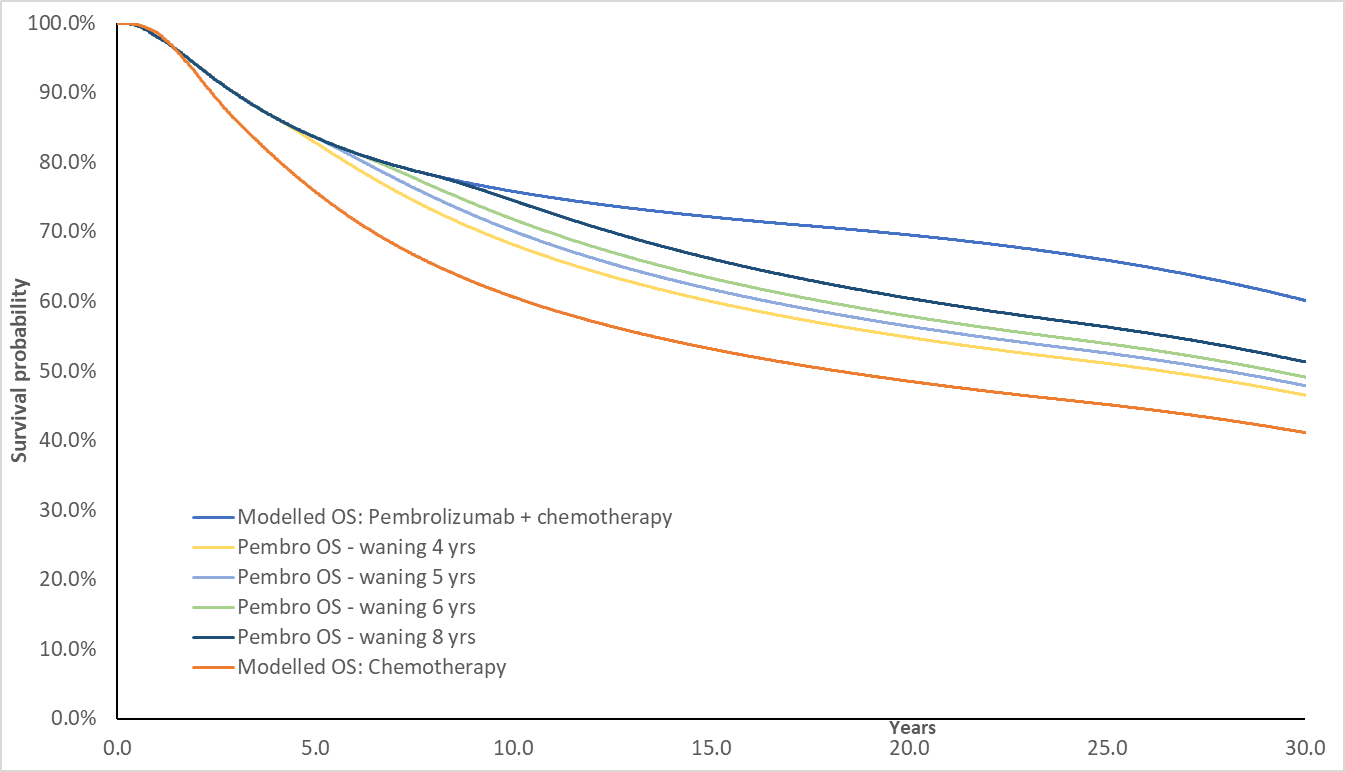 100.0%
90.0%
80.0%
70.0%
60.0%
50.0%
40.0%
30.0%
20.0%
10.0%
0.0%
Survival probability
Modelled OS: Pembrolizumab + chemotherapy
Pembro OS - waning 4 yrs
Pembro OS - waning 5 yrs
Pembro OS - waning 6 yrs
Pembro OS - waning 8 yrs
Modelled OS: Chemotherapy
Years
0.0 5.0 10.0 15.0 20.0 25.0 30.0